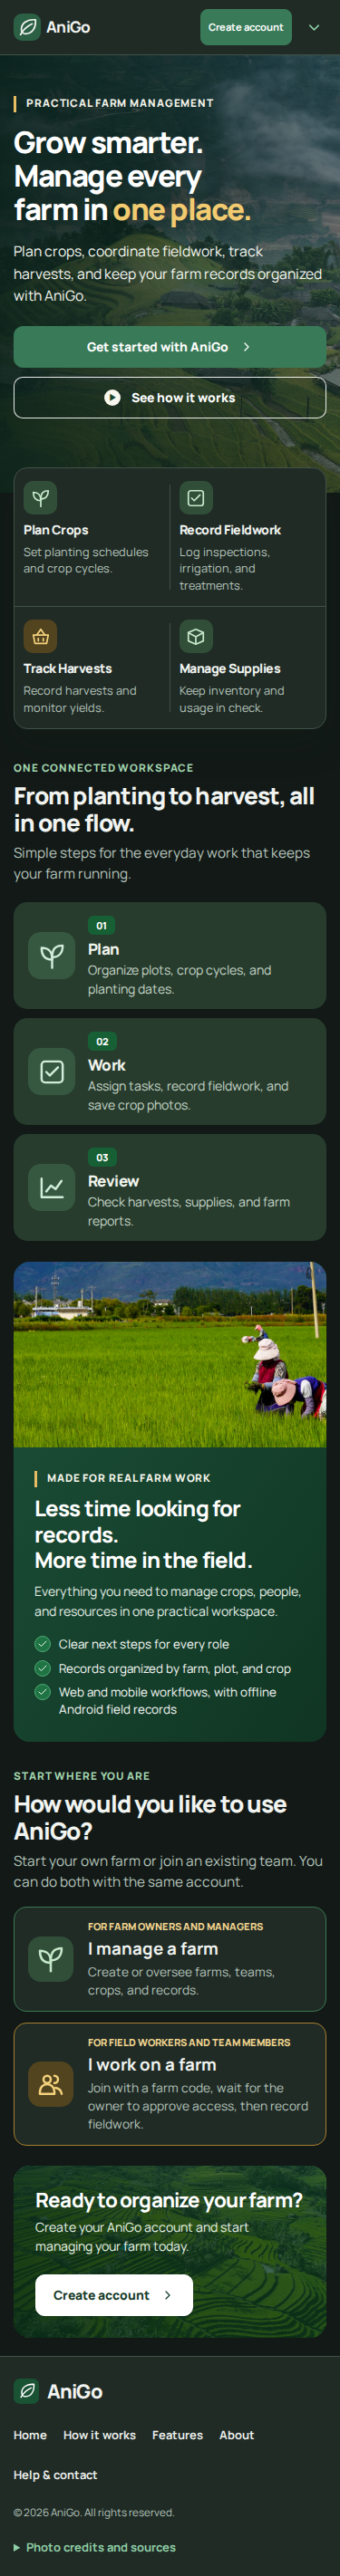 AniGo
Create account
PRACTICAL FARM MANAGEMENT
Grow smarter.
Manage every
farm in one place.
Plan crops, coordinate fieldwork, track
harvests, and keep your farm records organized
with AniGo.
Get started with AniGo
See how it works
Plan Crops
Set planting schedules
and crop cycles.
Record Fieldwork
Log inspections,
irrigation, and
treatments.
Track Harvests
Record harvests and
monitor yields.
Manage Supplies
Keep inventory and
usage in check.
ONE CONNECTED WORKSPACE
From planting to harvest, all
in one flow.
Simple steps for the everyday work that keeps
your farm running.
01
Plan
Organize plots, crop cycles, and
planting dates.
02
Work
Assign tasks, record fieldwork, and
save crop photos.
03
Review
Check harvests, supplies, and farm
reports.
MADE FOR REAL FARM WORK
Less time looking for
records.
More time in the field.
Everything you need to manage crops, people,
and resources in one practical workspace.
Clear next steps for every role
Records organized by farm, plot, and crop
Web and mobile workflows, with offline
Android field records
START WHERE YOU ARE
How would you like to use
AniGo?
Start your own farm or join an existing team. You
can do both with the same account.
FOR FARM OWNERS AND MANAGERS
I manage a farm
Create or oversee farms, teams,
crops, and records.
FOR FIELD WORKERS AND TEAM MEMBERS
I work on a farm
Join with a farm code, wait for the
owner to approve access, then record
fieldwork.
Ready to organize your farm?
Create your AniGo account and start
managing your farm today.
Create account
AniGo
Home How it works Features About
Help & contact
© 2026 AniGo. All rights reserved.
Photo credits and sources